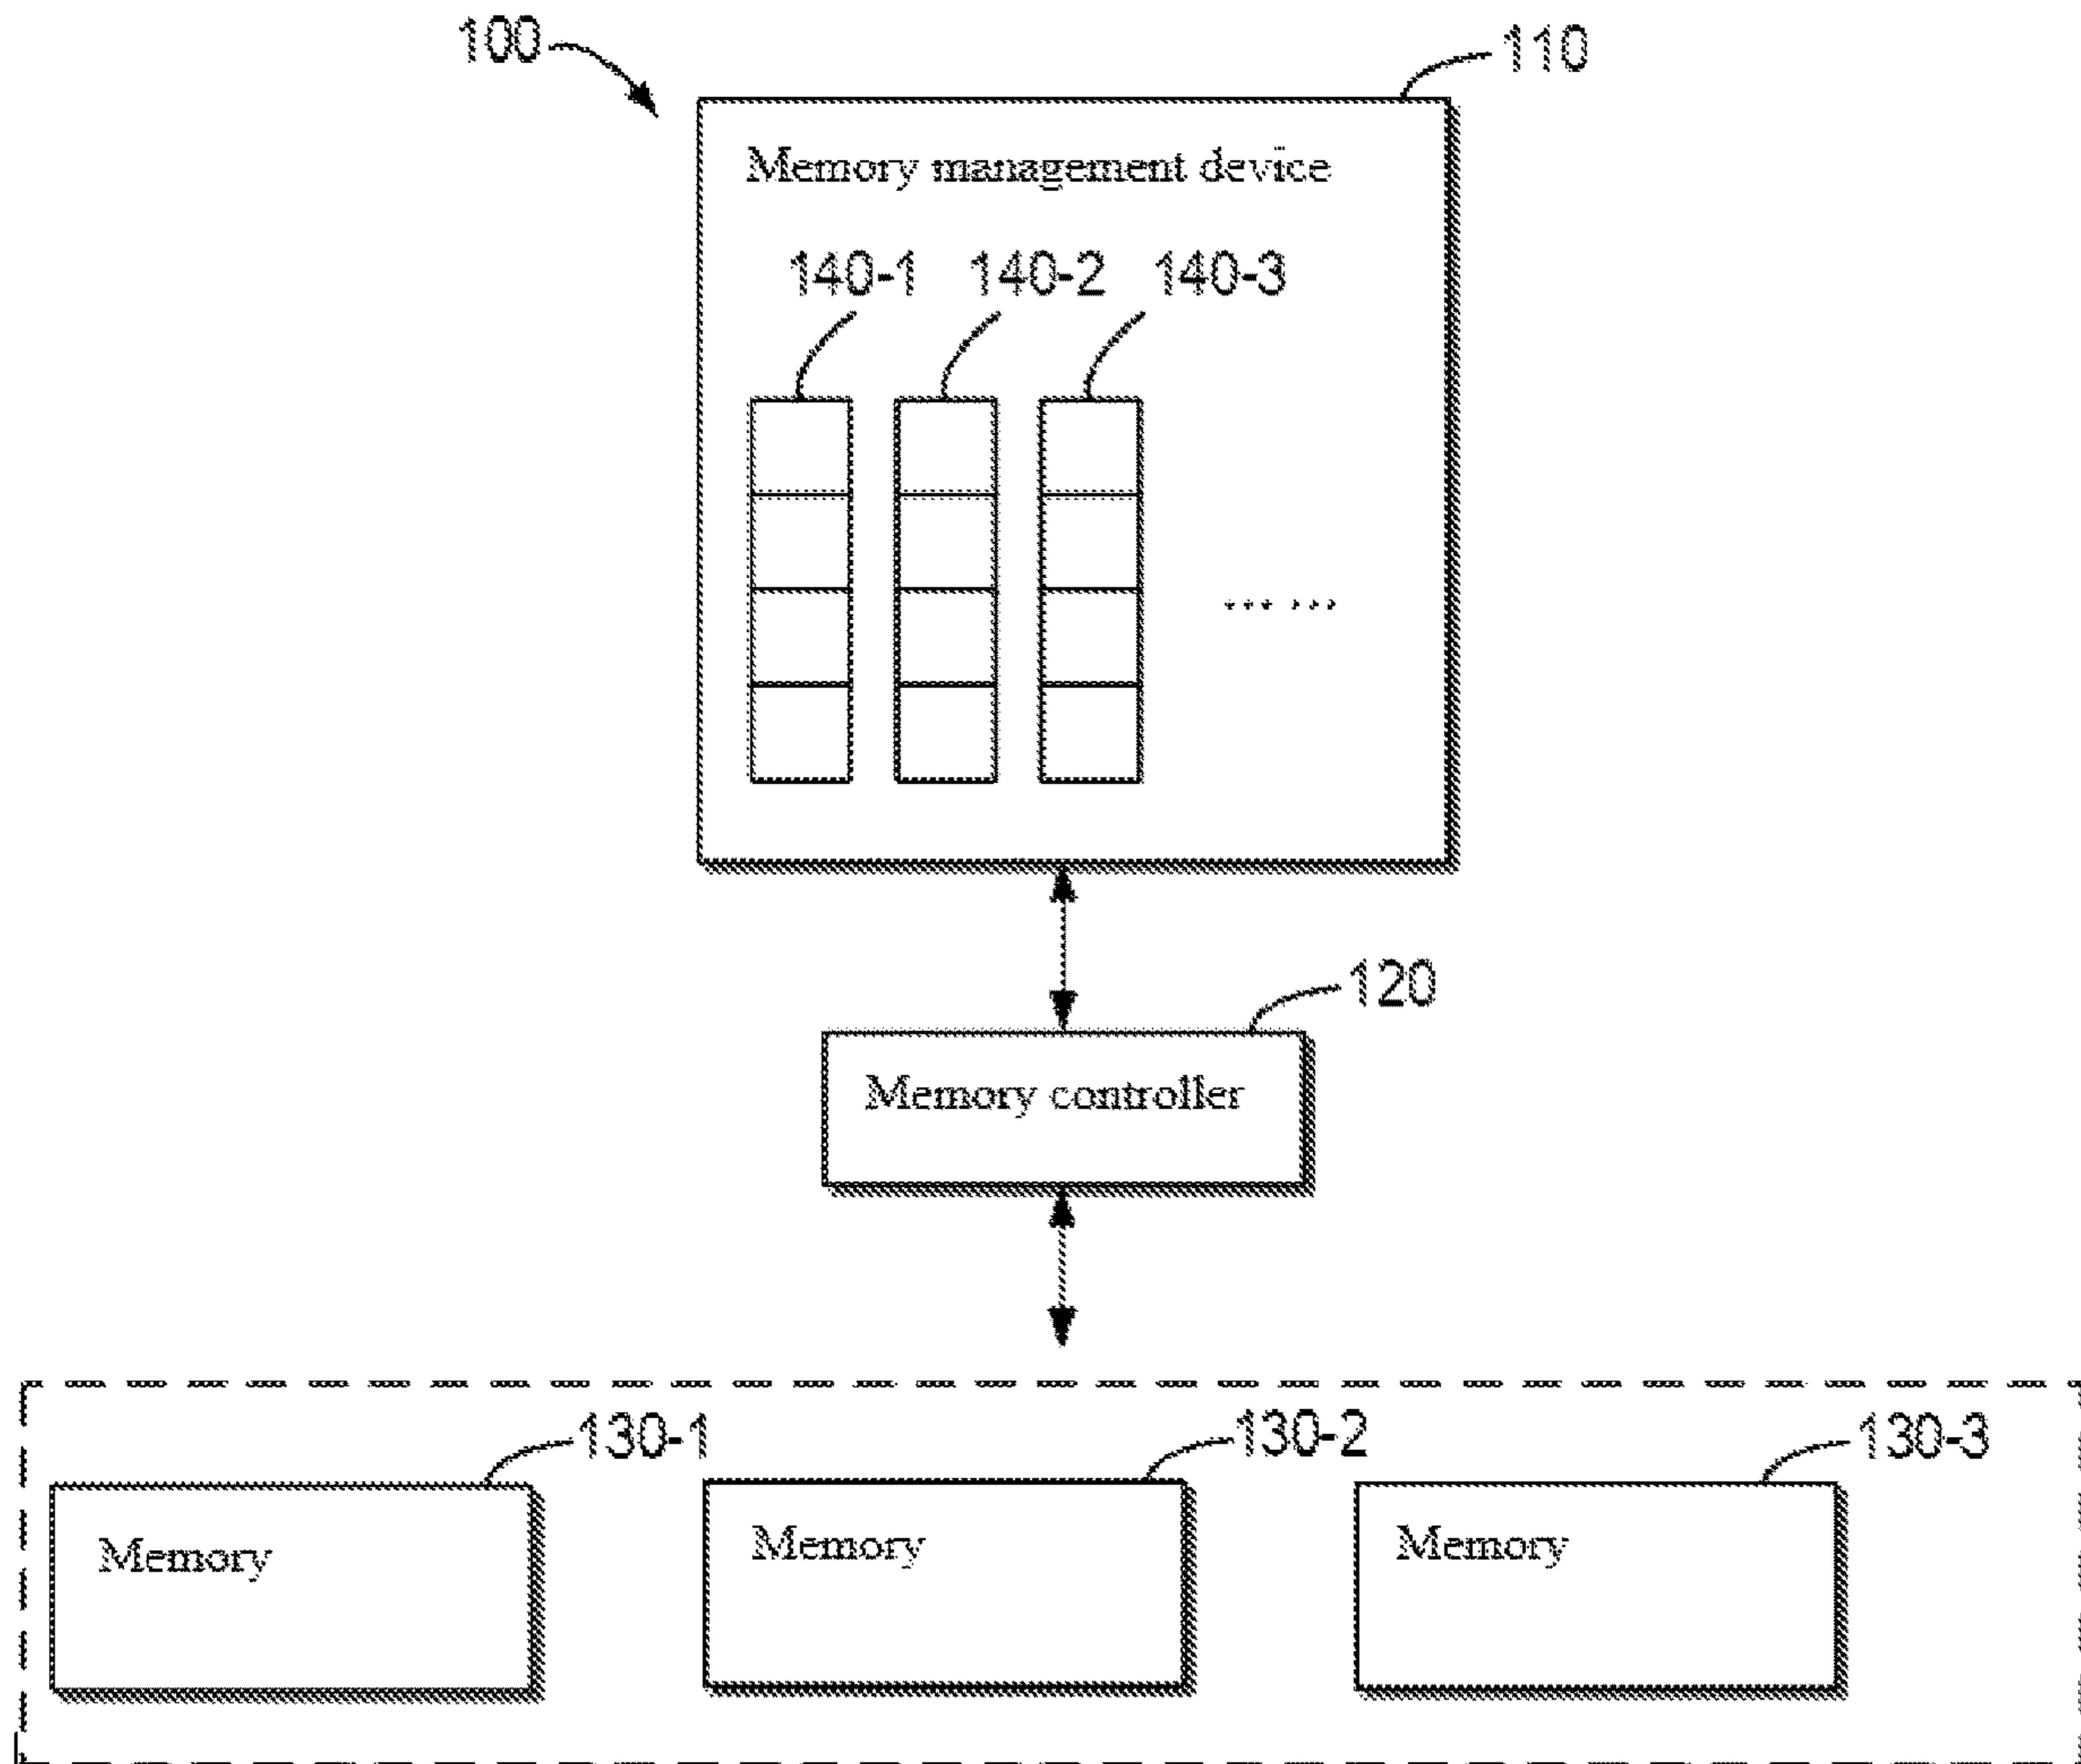 100
110
Memory management device
140-1 140-2 140-3
... ...
120
Memory controller
130-1 130-2 130-3
Memory Memory Memory